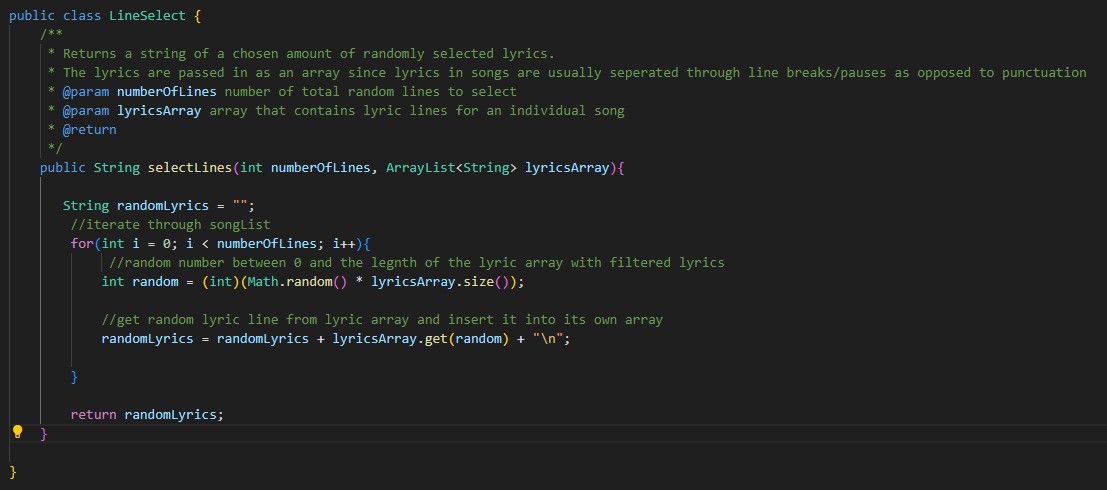 public class LineSelect {
/**
* Returns a string of a chosen amount of randomly selected lyrics.
* The lyrics are passed in as an array since lyrics in songs are usually seperated through line breaks/pauses as opposed to punctuation
* @param numberOfLines number of total random lines to select
* @param lyricsArray array that contains lyric lines for an individual song
* @return
*/
public String selectLines(int numberOfLines, ArrayList<String> lyricsArray){
String randomLyrics = "";
//iterate through songList
for(int i = 0; i < numberOfLines; i++){
//random number between 0 and the legnth of the lyric array with filtered lyrics
int random = (int)(Math.random() * lyricsArray.size());
//get random lyric line from lyric array and insert it into its own array
randomLyrics = randomLyrics + lyricsArray.get(random) + "\n";
}
return randomLyrics;
}
}